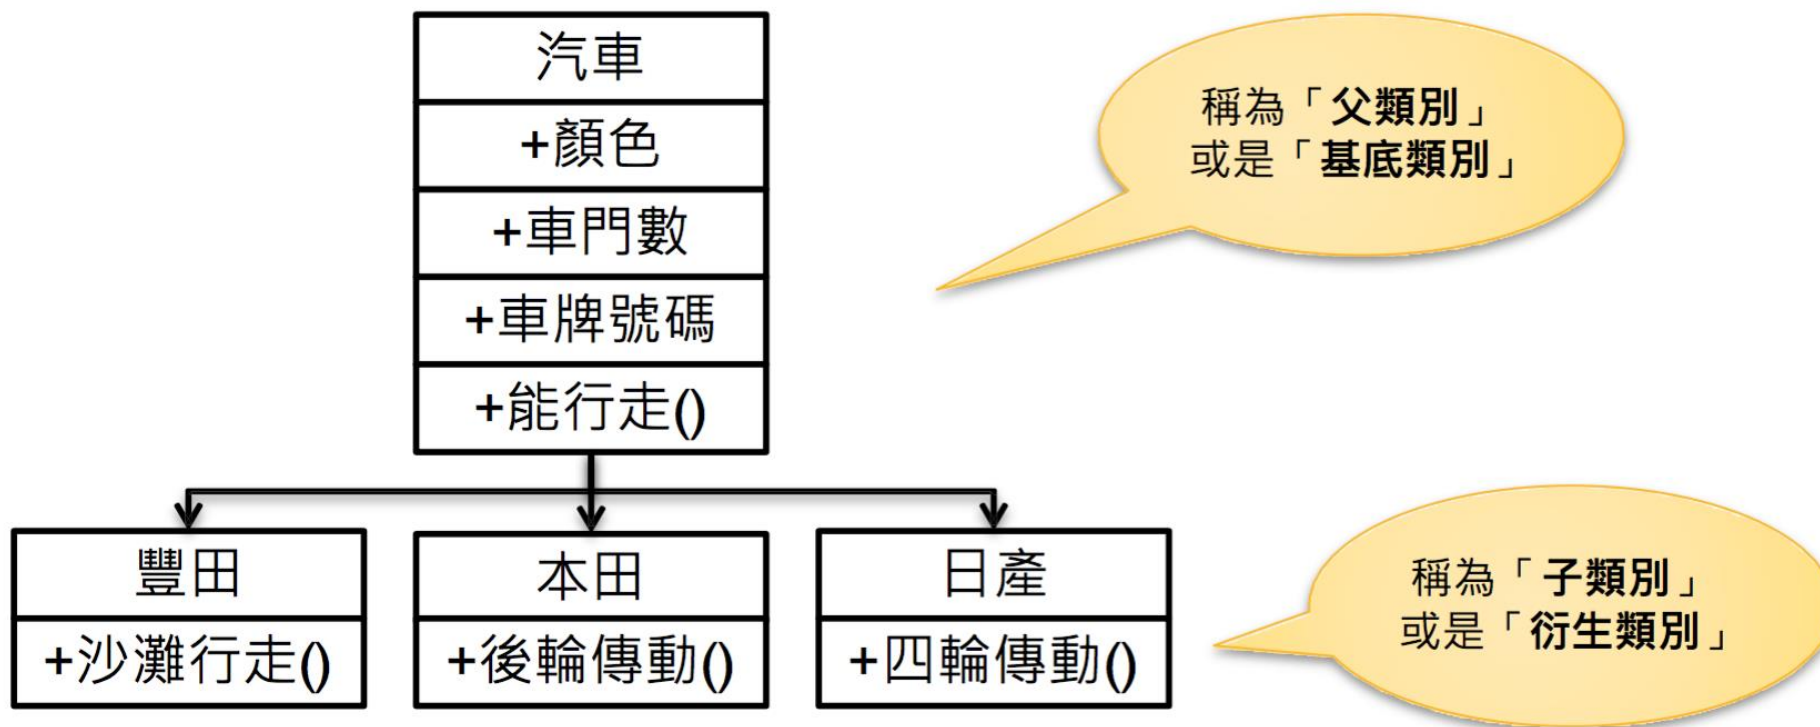 汽車
+顏色
+車門數
+車牌號碼
+能行走()
稱為「父類別」
或是「基底類別」
豐田
+沙灘行走()
本田
+後輪傳動()
日產
+四輪傳動()
稱為「子類別」
或是「衍生類別」